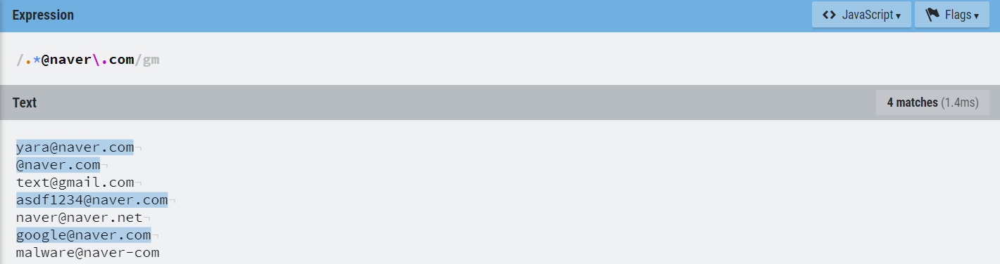 Expression
<> JavaScript ▾ Flags ▾
/.*@naver\.com/gm
Text
4 matches (1.4ms)
yara@naver.com¬
@naver.com¬
text@gmail.com¬
asdf1234@naver.com¬
naver@naver.net¬
google@naver.com¬
malware@naver-com